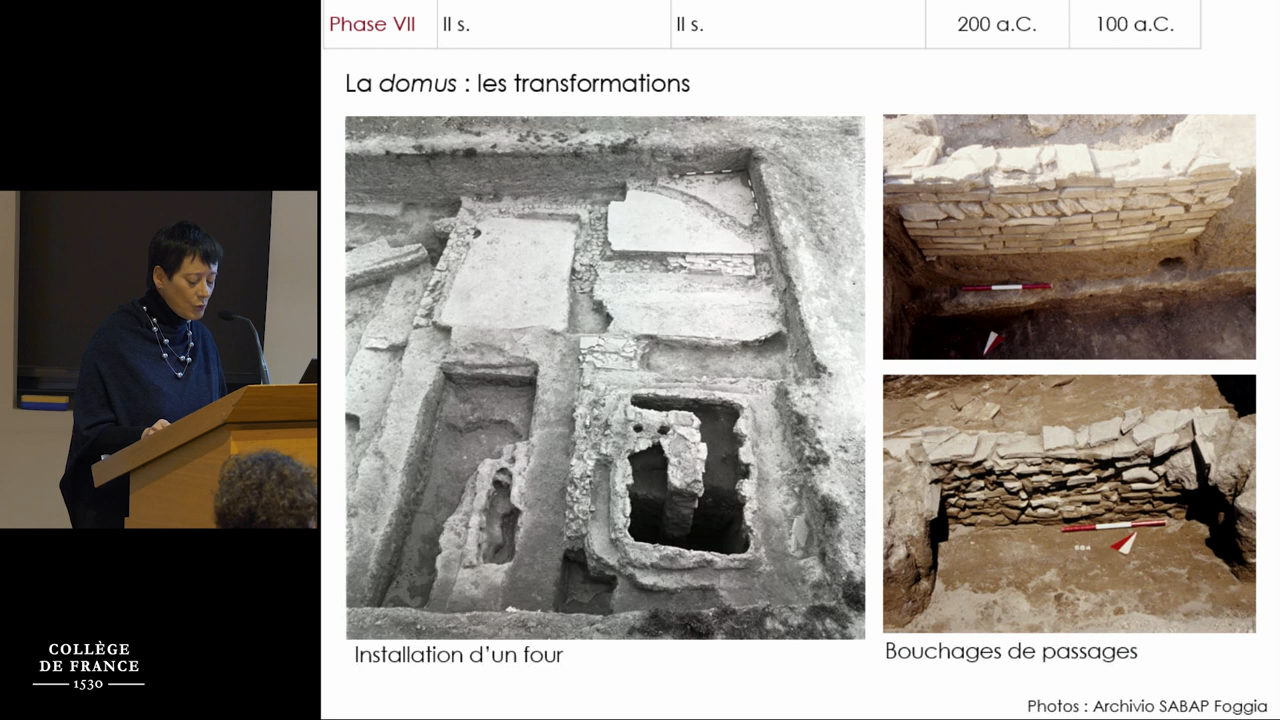 Phase VII II s. II s. 200 a.C. 100 a.C.
La domus : les transformations
Installation d’un four
Bouchages de passages
Photos : Archivio SABAP Foggia
COLLÈGE
DE FRANCE
1530